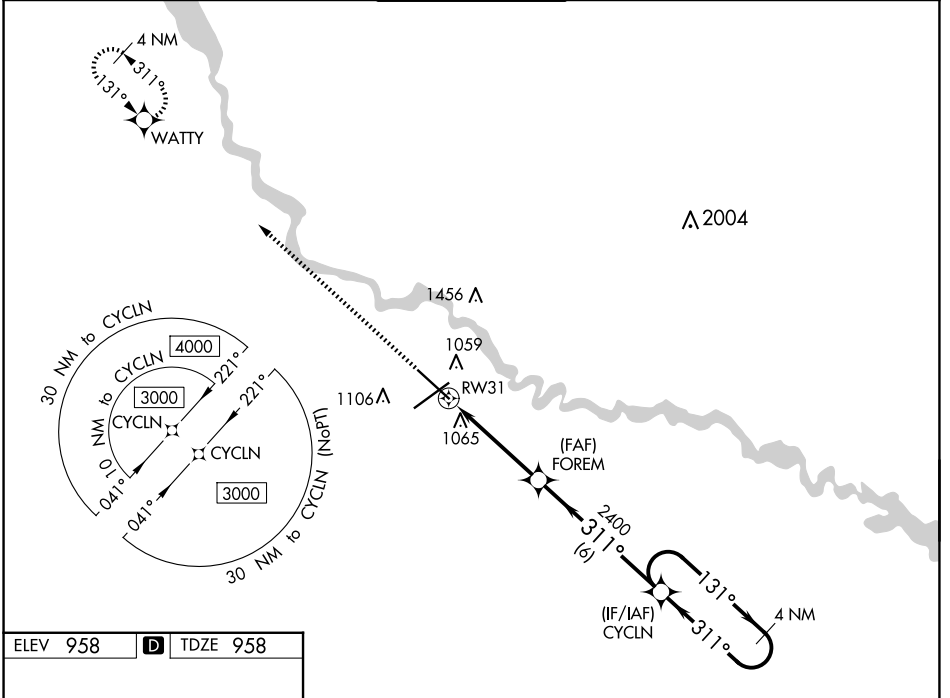 4 NM
311°
131°
WATTY
2004
1456
1059
RW31
1106
1065
30 NM to CYCLN
4000
10 NM to CYCLN
221°
3000
221°
CYCLN
CYCLN
041°
3000
041°
30 NM to CYCLN (NoPT)
(FAF)
FOREM
2400
311°
(6)
(IF/IAF)
CYCLN
131°
4 NM
311°
ELEV 958 D TDZE 958